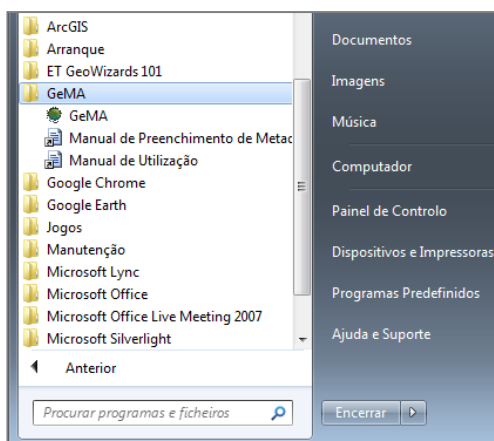 ArcGIS
Arranque
ET GeoWizards 101
GeMA
GeMA
Manual de Preenchimento de Metac
Manual de Utilização
Google Chrome
Google Earth
Jogos
Manutenção
Microsoft Lync
Microsoft Office
Microsoft Office Live Meeting 2007
Microsoft Silverlight
Anterior
Procurar programas e ficheiros
Documentos
Imagens
Música
Computador
Painel de Controlo
Dispositivos e Impressoras
Programas Predefinidos
Ajuda e Suporte
Encerrar